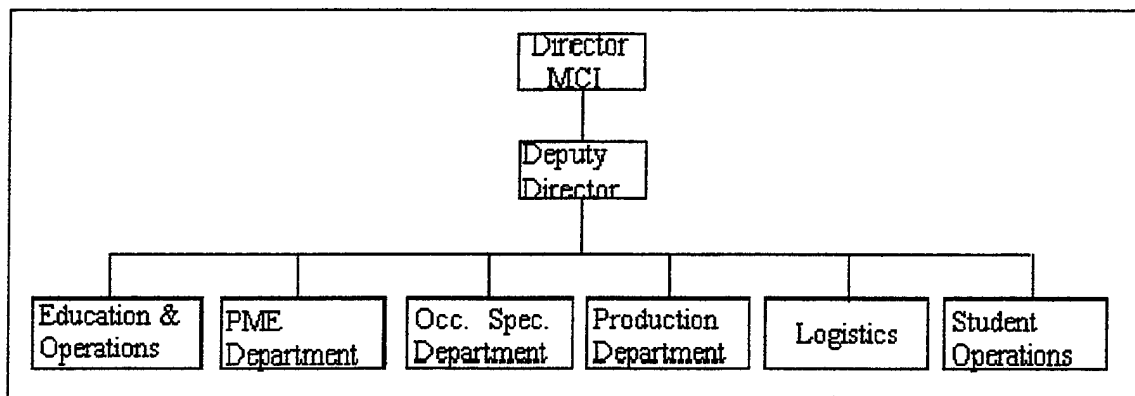 Director
MCI
Deputy
Director
Education &
Operations
PME
Department
Occ. Spec.
Department
Production
Department
Logistics
Student
Operations